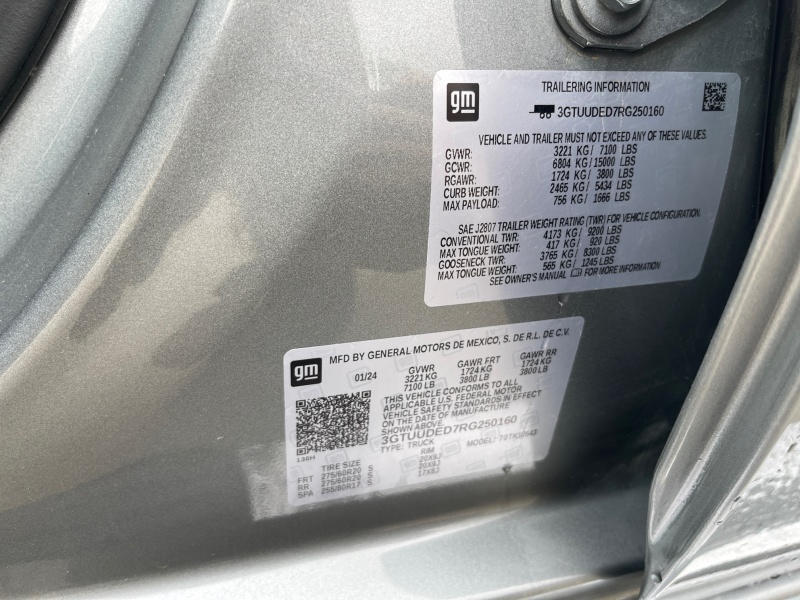 gm
TRAILERING INFORMATION
3GTUUDED7RG250160
VEHICLE AND TRAILER MUST NOT EXCEED ANY OF THESE VALUES.
GVWR: 3221 KG/ 7100 LBS
GCWR: 6804 KG/ 15000 LBS
RGAWR: 1724 KG/ 3800 LBS
CURB WEIGHT: 2465 KG/ 5434 LBS
MAX PAYLOAD: 756 KG/ 1666 LBS
SAE J2807 TRAILER WEIGHT RATING (TWR) FOR VEHICLE CONFIGURATION.
CONVENTIONAL TWR: 4173 KG/ 9200 LBS
MAX TONGUE WEIGHT: 417 KG/ 920 LBS
GOOSENECK TWR: 3765 KG/ 8300 LBS
MAX TONGUE WEIGHT: 565 KG/ 1245 LBS
SEE OWNER'S MANUAL FOR MORE INFORMATION
gm
MFD BY GENERAL MOTORS DE MEXICO, S. DE R.L. DE C.V.
01/24 GVWR GAWR FRT GAWR RR
3221 KG 1724 KG 1724 KG
7100 LB 3800 LB 3800 LB
THIS VEHICLE CONFORMS TO ALL
APPLICABLE U.S. FEDERAL MOTOR
VEHICLE SAFETY STANDARDS IN EFFECT
ON THE DATE OF MANUFACTURE
SHOWN ABOVE.
3GTUUDED7RG250160
TYPE: TRUCK MODEL:
TIRE SIZE RIM
FRT 275/60R20 S 20X9J
RR 275/60R20 S 20X9J
SPA 255/80R17 S 17X8J